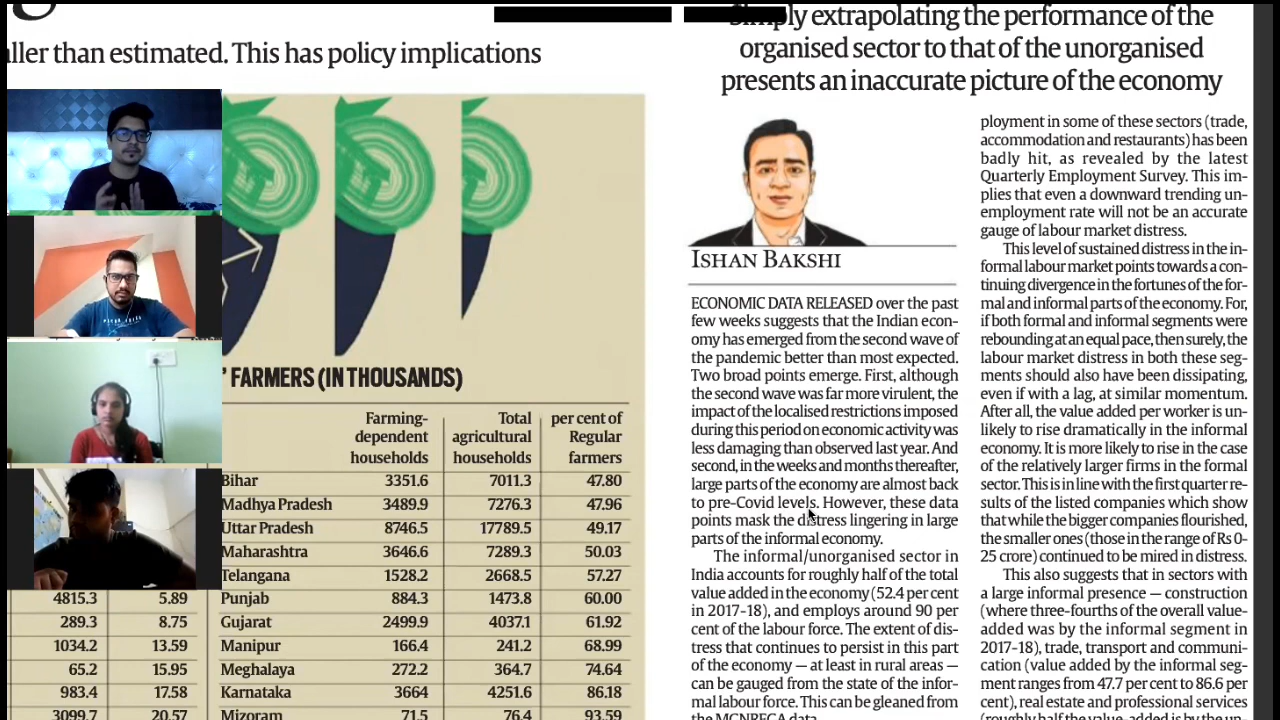 aller than estimated. This has policy implications
' FARMERS (IN THOUSANDS)
Farming-dependent households Total agricultural households per cent of Regular farmers
Bihar 3351.6 7011.3 47.80
Madhya Pradesh 3489.9 7276.3 47.96
Uttar Pradesh 8746.5 17789.5 49.17
Maharashtra 3646.6 7289.3 50.03
Telangana 1528.2 2668.5 57.27
4815.3 5.89 Punjab 884.3 1473.8 60.00
289.3 8.75 Gujarat 2499.9 4037.1 61.92
1034.2 13.59 Manipur 166.4 241.2 68.99
65.2 15.95 Meghalaya 272.2 364.7 74.64
983.4 17.58 Karnataka 3664 4251.6 86.18
3099.7 20.57 Mizoram 71.5 76.4 93.59
Simply extrapolating the performance of the
organised sector to that of the unorganised
presents an inaccurate picture of the economy
ISHAN BAKSHI
ECONOMIC DATA RELEASED over the past
few weeks suggests that the Indian econ-
omy has emerged from the second wave of
the pandemic better than most expected.
Two broad points emerge. First, although
the second wave was far more virulent, the
impact of the localised restrictions imposed
during this period on economic activity was
less damaging than observed last year. And
second, in the weeks and months thereafter,
large parts of the economy are almost back
to pre-Covid levels. However, these data
points mask the distress lingering in large
parts of the informal economy.
The informal/unorganised sector in
India accounts for roughly half of the total
value added in the economy (52.4 per cent
in 2017-18), and employs around 90 per
cent of the labour force. The extent of dis-
tress that continues to persist in this part
of the economy — at least in rural areas —
can be gauged from the state of the infor-
mal labour force. This can be gleaned from
the MGNREGA data.
ployment in some of these sectors (trade,
accommodation and restaurants) has been
badly hit, as revealed by the latest
Quarterly Employment Survey. This im-
plies that even a downward trending un-
employment rate will not be an accurate
gauge of labour market distress.
This level of sustained distress in the in-
formal labour market points towards a con-
tinuing divergence in the fortunes of the for-
mal and informal parts of the economy. For,
if both formal and informal segments were
rebounding at an equal pace, then surely, the
labour market distress in both these seg-
ments should also have been dissipating,
even if with a lag, at similar momentum.
After all, the value added per worker is un-
likely to rise dramatically in the informal
economy. It is more likely to rise in the case
of the relatively larger firms in the formal
sector. This is in line with the first quarter re-
sults of the listed companies which show
that while the bigger companies flourished,
the smaller ones (those in the range of Rs 0-
25 crore) continued to be mired in distress.
This also suggests that in sectors with
a large informal presence — construction
(where three-fourths of the overall value-
added was by the informal segment in
2017-18), trade, transport and communi-
cation (value added by the informal seg-
ment ranges from 47.7 per cent to 86.6 per
cent), real estate and professional services
(roughly half the value-added is by the un-